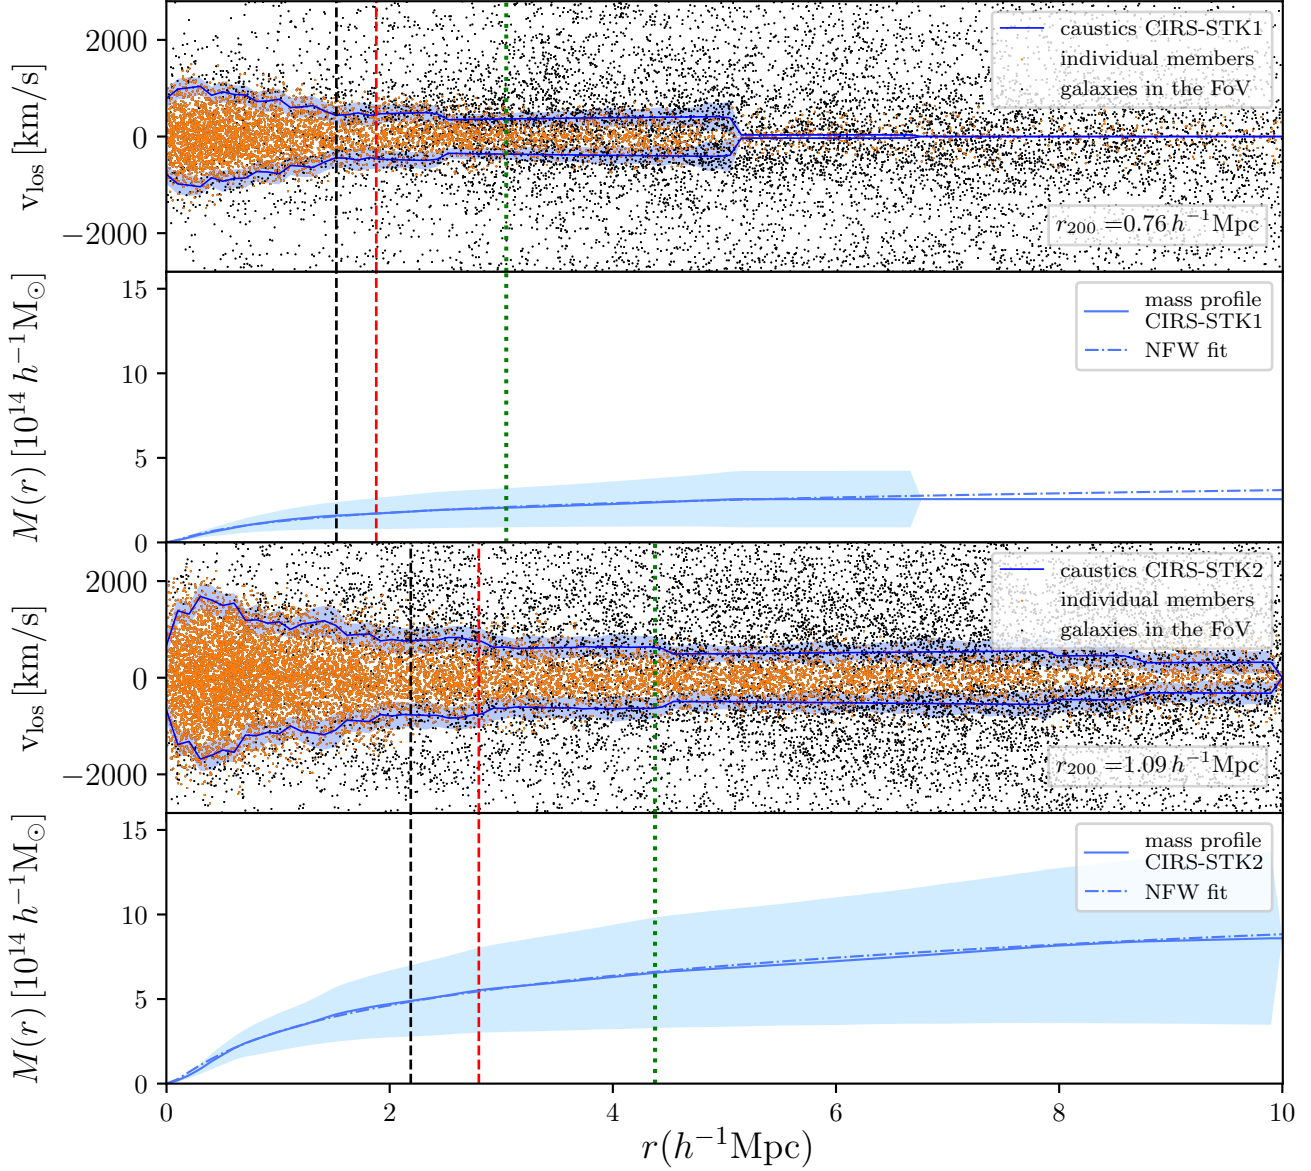 2000
0
−2000
v_los [km/s]
caustics CIRS-STK1
individual members
galaxies in the FoV
r_200 =0.76 h^−1 Mpc
15
10
5
0
M(r) [10^14 h^−1 M_⊙]
mass profile
CIRS-STK1
NFW fit
2000
0
−2000
v_los [km/s]
caustics CIRS-STK2
individual members
galaxies in the FoV
r_200 =1.09 h^−1 Mpc
15
10
5
0
M(r) [10^14 h^−1 M_⊙]
mass profile
CIRS-STK2
NFW fit
0 2 4 6 8 10
r(h^−1 Mpc)